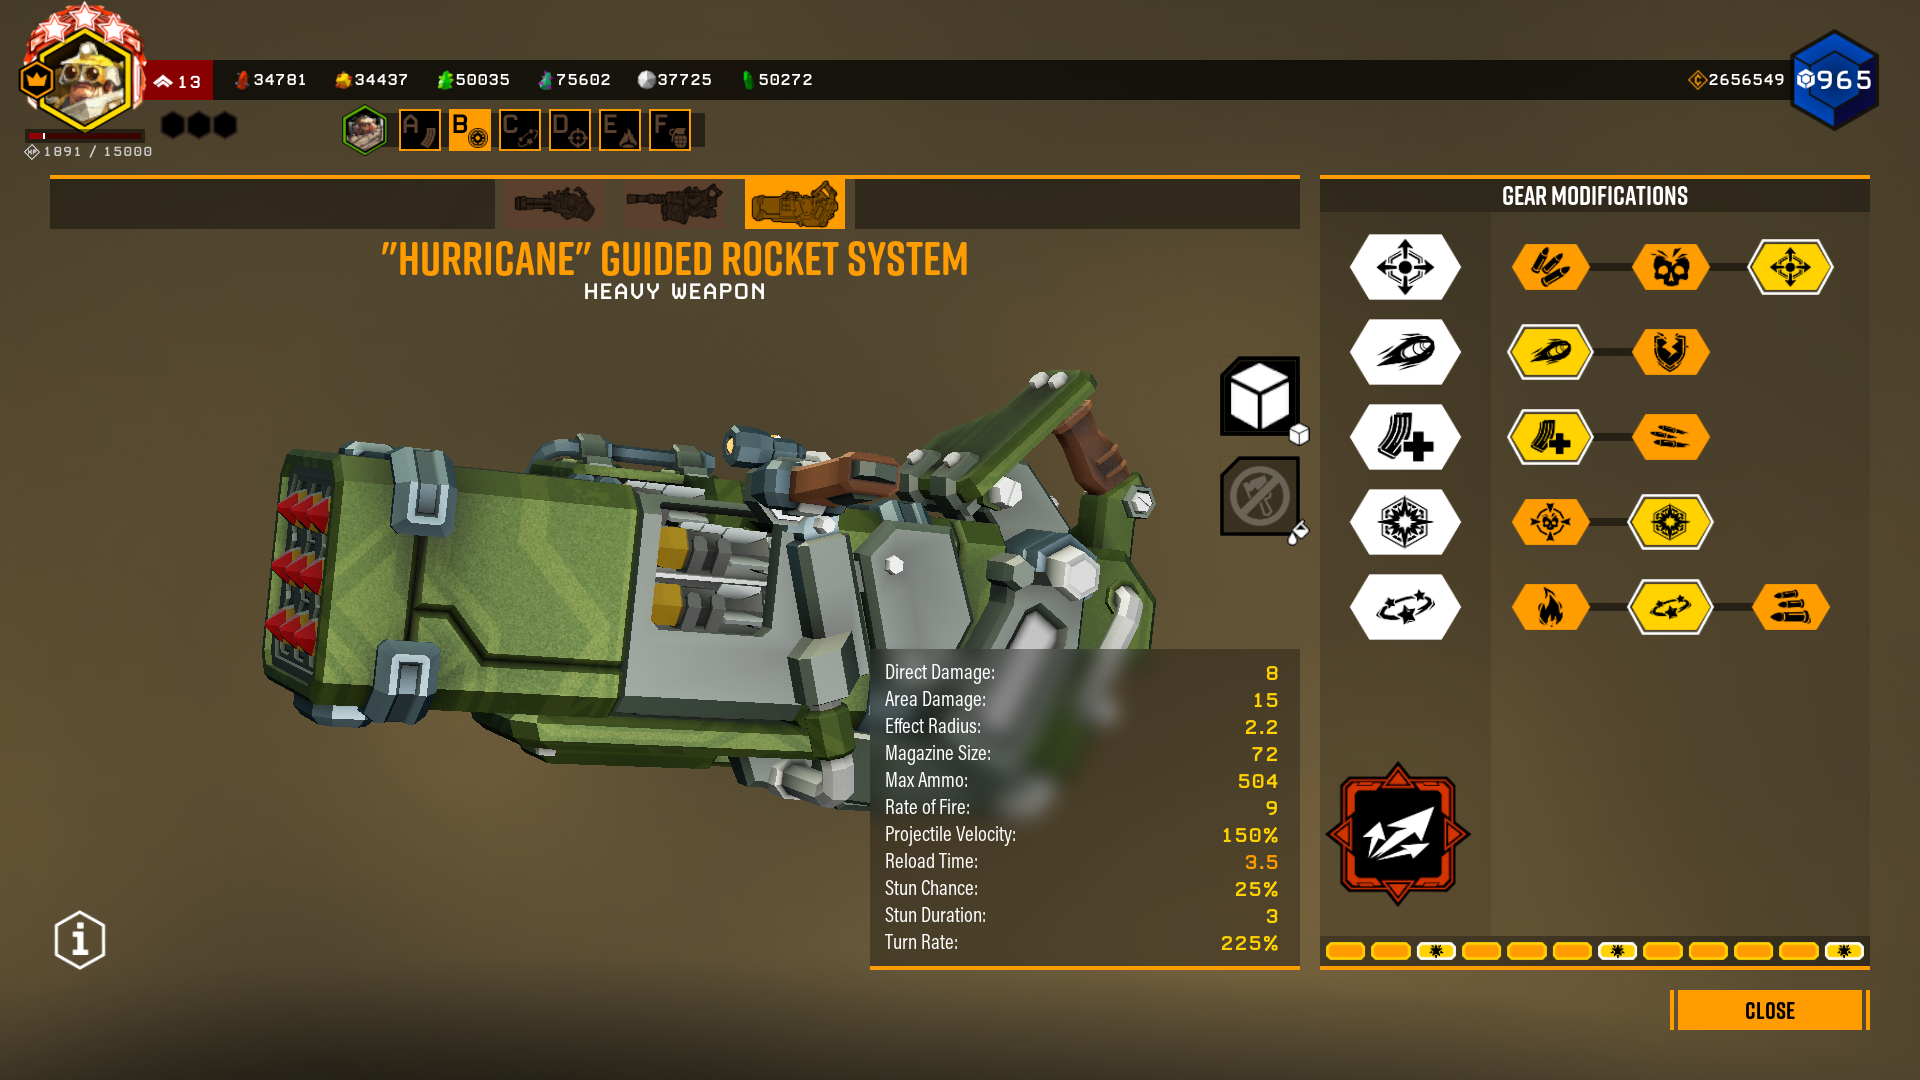 13 34781 34437 50035 75602 37725 50272 2656549 965
1891 / 15000
A B C D E F
"HURRICANE" GUIDED ROCKET SYSTEM
HEAVY WEAPON
GEAR MODIFICATIONS
Direct Damage: 8
Area Damage: 15
Effect Radius: 2.2
Magazine Size: 72
Max Ammo: 504
Rate of Fire: 9
Projectile Velocity: 150%
Reload Time: 3.5
Stun Chance: 25%
Stun Duration: 3
Turn Rate: 225%
CLOSE